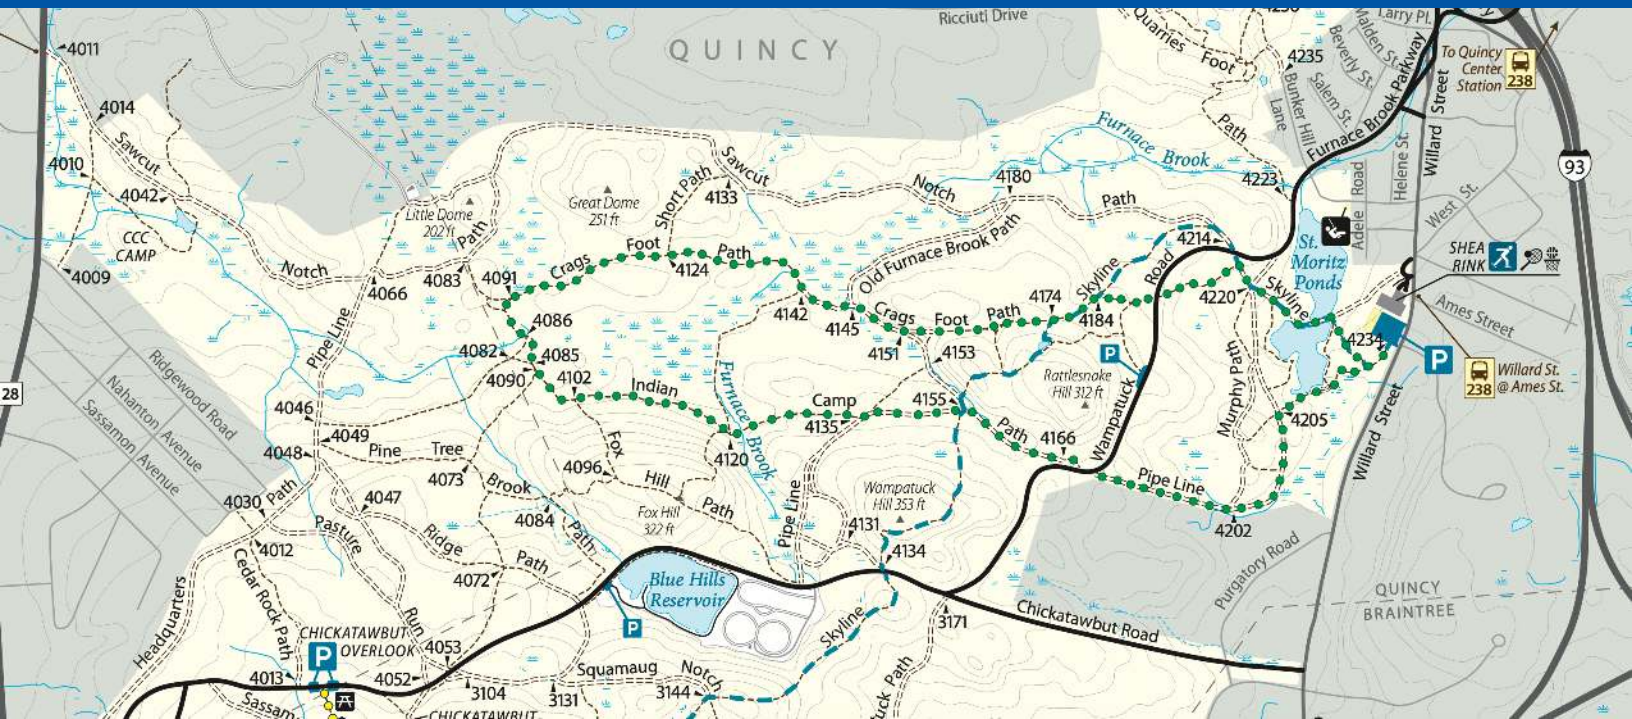 Ricciuti Drive
QUINCY
Quarries
Foot
Path
4235
Larry Pl.
Malden St.
Beverly St.
Salem St.
Bunker Hill
Lane
Furnace Brook Parkway
Willard Street
To Quincy
Center
Station
238
93
4011
4014
Sawcut
4010
4042
CCC
CAMP
4009
Notch
4066
Little Dome
202 ft
Path
4083
4091
Great Dome
251 ft
Short Path
4133
Sawcut
Notch
4180
Path
Furnace Brook
4223
Adene Road
Helene St.
West St.
SHEA
RINK
Ames Street
St.
Moritz
Ponds
4214
Skyline
Road
4220
Skyline
4234
P
238
Willard St.
@ Ames St.
Crags
Foot
Path
4124
Old Furnace Brook Path
4142
4145
Crags
Foot
Path
4174
4184
4151
4153
P
Rattlesnake
Hill 312 ft
Wampatuck
Murphy Path
4205
Willard Street
Pipe Line
4086
4082
4085
4090
4102
Indian
Furnace Brook
Camp
4135
4155
Path
4166
Pipe Line
4202
Purgatory Road
28
Ridgewood Road
Nahanton Avenue
Sassamon Avenue
4046
4049
4048
Pine
Tree
4073
Brook
4084
Path
Fox
Hill
Path
4096
4120
Fox Hill
322 ft
Pipe Line
Wampatuck
Hill 353 ft
4131
4134
4030
Path
4047
Pasture
4012
Ridge
Path
4072
Run
Cedar Rock Path
Headquarters
Blue Hills
Reservoir
P
Skyline
3171
Chickatawbut Road
QUINCY
BRAINTREE
CHICKATAWBUT
OVERLOOK
P
4053
4013
4052
3104
3131
Squamaug
Notch
3144
Sassam
CHICKATAWBUT
tuck Path